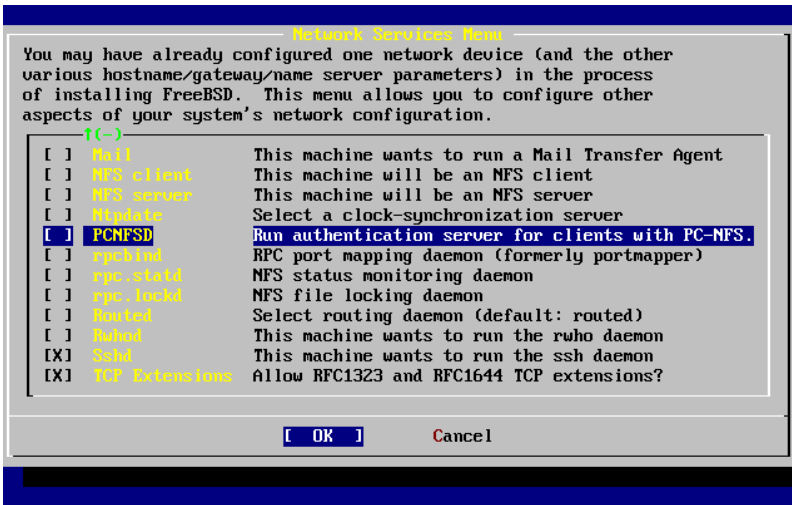 Network Services Menu
You may have already configured one network device (and the other
various hostname/gateway/name server parameters) in the process
of installing FreeBSD.  This menu allows you to configure other
aspects of your system's network configuration.
↑(-)
[ ] Mail This machine wants to run a Mail Transfer Agent
[ ] NFS client This machine will be an NFS client
[ ] NFS server This machine will be an NFS server
[ ] Ntpdate Select a clock-synchronization server
[ ] PCNFSD Run authentication server for clients with PC-NFS.
[ ] rpcbind RPC port mapping daemon (formerly portmapper)
[ ] rpc.statd NFS status monitoring daemon
[ ] rpc.lockd NFS file locking daemon
[ ] Routed Select routing daemon (default: routed)
[ ] Rwhod This machine wants to run the rwho daemon
[X] Sshd This machine wants to run the ssh daemon
[X] TCP Extensions Allow RFC1323 and RFC1644 TCP extensions?
[ OK ] Cancel